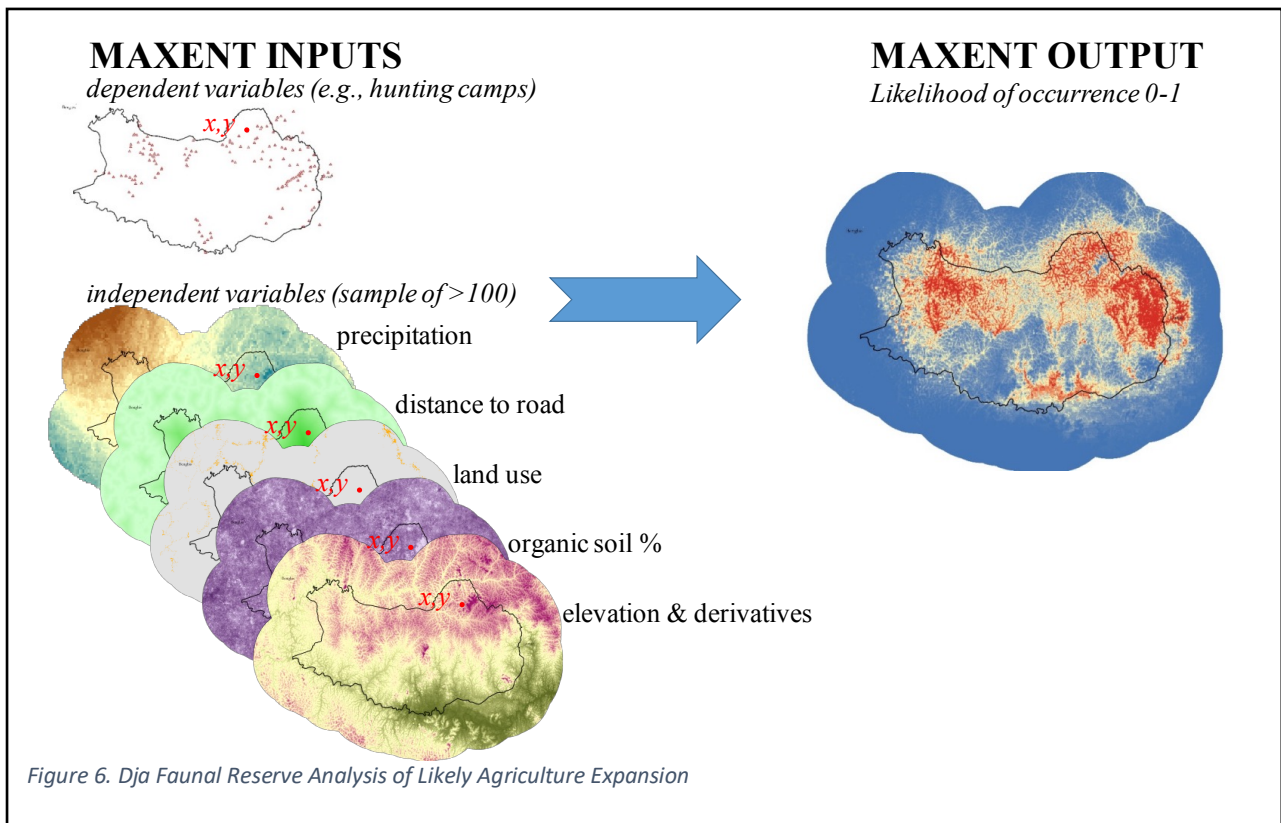 MAXENT INPUTS
dependent variables (e.g., hunting camps)
x,y
independent variables (sample of >100)
precipitation
x,y
distance to road
x,y
land use
x,y
organic soil %
x,y
elevation & derivatives
x,y
MAXENT OUTPUT
Likelihood of occurrence 0-1
Figure 6. Dja Faunal Reserve Analysis of Likely Agriculture Expansion